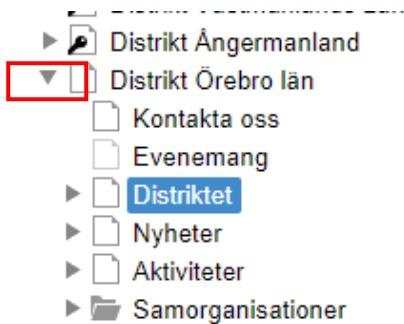 Distrikt Ångermanland
Distrikt Örebro län
Kontakta oss
Evenemang
Distriktet
Nyheter
Aktiviteter
Samorganisationer